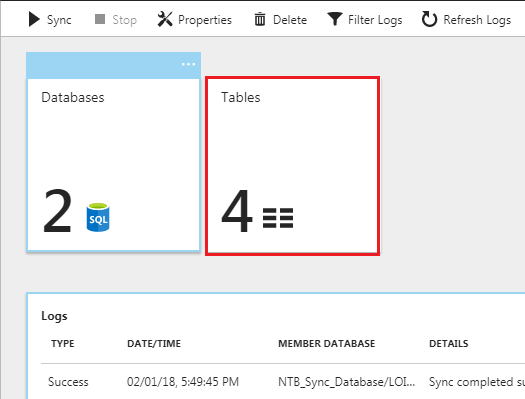 Sync Stop Properties Delete Filter Logs Refresh Logs
Databases
2 SQL
Tables
4
Logs
TYPE DATE/TIME MEMBER DATABASE DETAILS
Success 02/01/18, 5:49:45 PM NTB_Sync_Database/LOI... Sync completed su